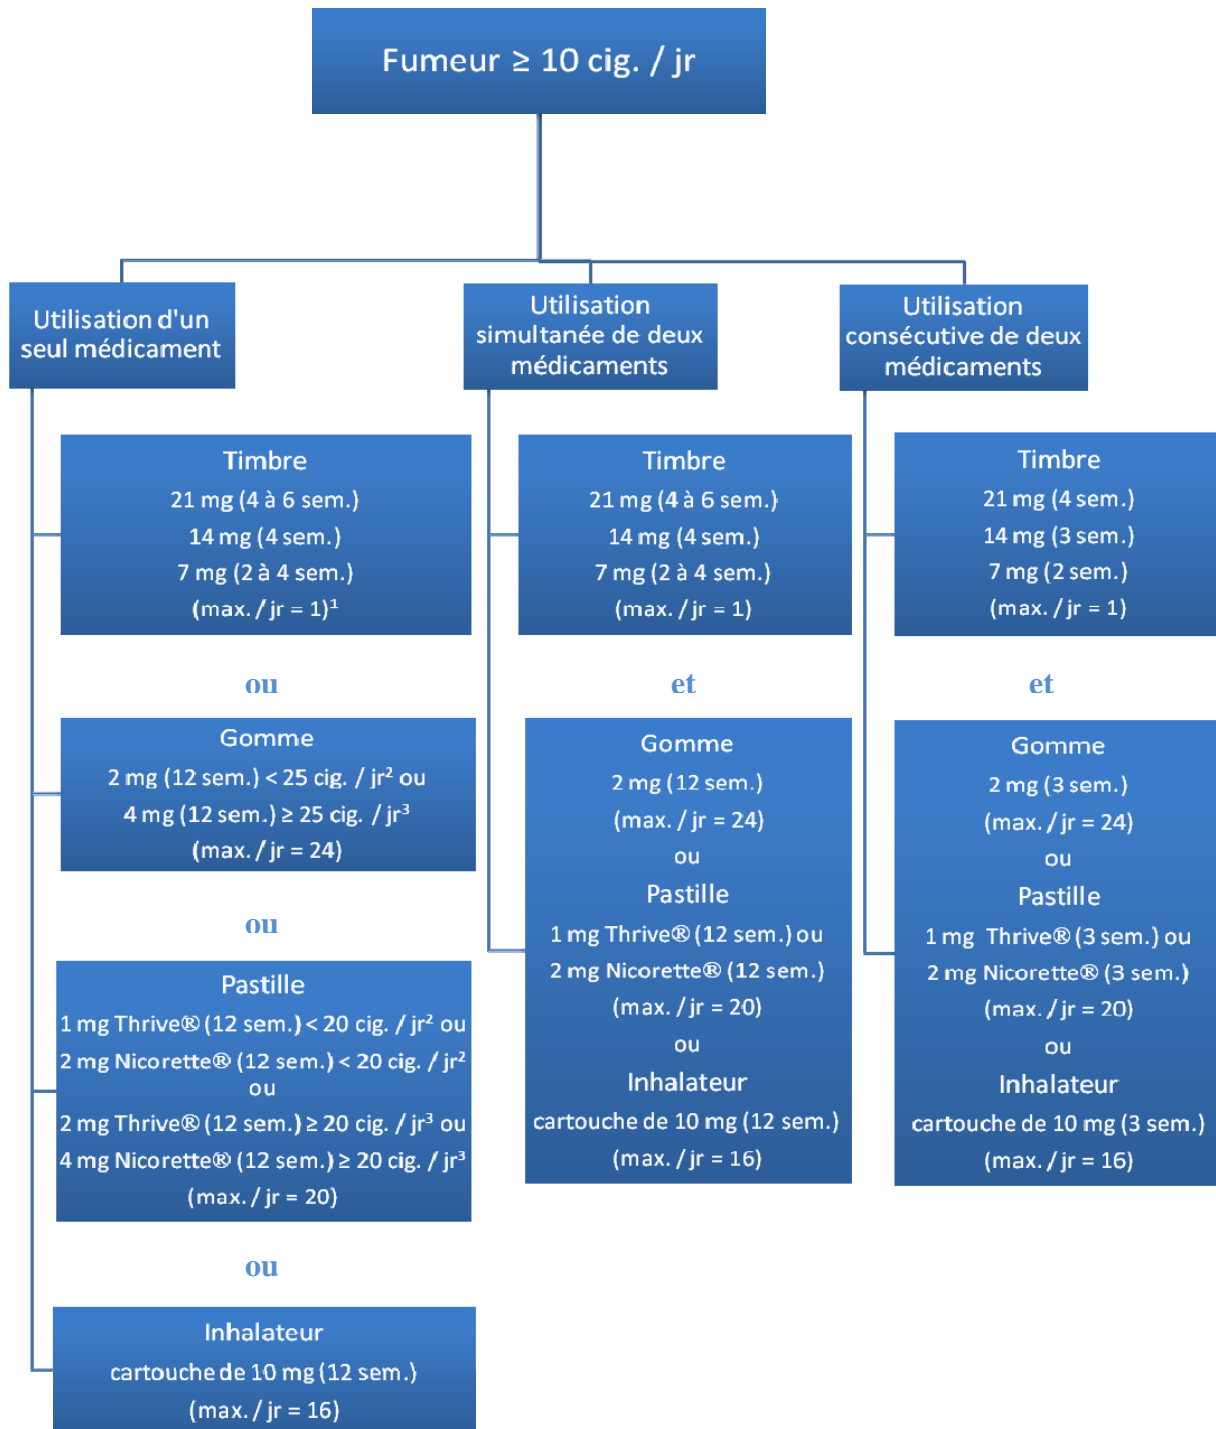 Fumeur ≥ 10 cig. / jr
Utilisation d'un
seul médicament
Timbre
21 mg (4 à 6 sem.)
14 mg (4 sem.)
7 mg (2 à 4 sem.)
(max. / jr = 1)¹
ou
Gomme
2 mg (12 sem.) < 25 cig. / jr² ou
4 mg (12 sem.) ≥ 25 cig. / jr³
(max. / jr = 24)
ou
Pastille
1 mg Thrive® (12 sem.) < 20 cig. / jr² ou
2 mg Nicorette® (12 sem.) < 20 cig. / jr²
ou
2 mg Thrive® (12 sem.) ≥ 20 cig. / jr³ ou
4 mg Nicorette® (12 sem.) ≥ 20 cig. / jr³
(max. / jr = 20)
ou
Inhalateur
cartouche de 10 mg (12 sem.)
(max. / jr = 16)
Utilisation
simultanée de deux
médicaments
Timbre
21 mg (4 à 6 sem.)
14 mg (4 sem.)
7 mg (2 à 4 sem.)
(max. / jr = 1)
et
Gomme
2 mg (12 sem.)
(max. / jr = 24)
ou
Pastille
1 mg Thrive® (12 sem.) ou
2 mg Nicorette® (12 sem.)
(max. / jr = 20)
ou
Inhalateur
cartouche de 10 mg (12 sem.)
(max. / jr = 16)
Utilisation
consécutive de deux
médicaments
Timbre
21 mg (4 sem.)
14 mg (3 sem.)
7 mg (2 sem.)
(max. / jr = 1)
et
Gomme
2 mg (3 sem.)
(max. / jr = 24)
ou
Pastille
1 mg Thrive® (3 sem.) ou
2 mg Nicorette® (3 sem.)
(max. / jr = 20)
ou
Inhalateur
cartouche de 10 mg (3 sem.)
(max. / jr = 16)